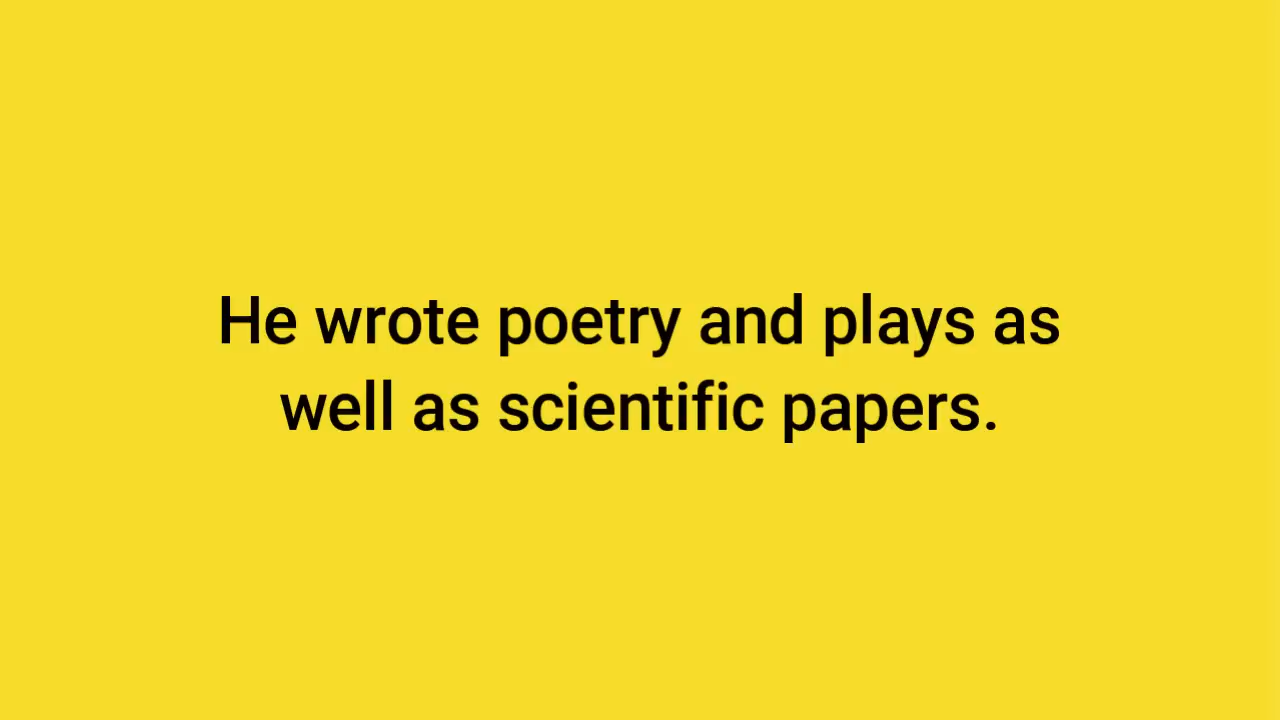 He wrote poetry and plays as
well as scientific papers.